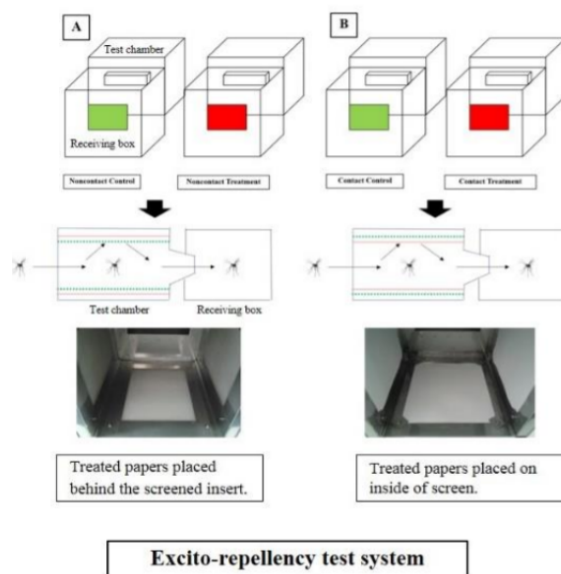 A
Test chamber
Receiving box
Noncontact Control
Noncontact Treatment
Test chamber
Receiving box
Treated papers placed
behind the screened insert.
B
Contact Control
Contact Treatment
Treated papers placed on
inside of screen.
Excito-repellency test system